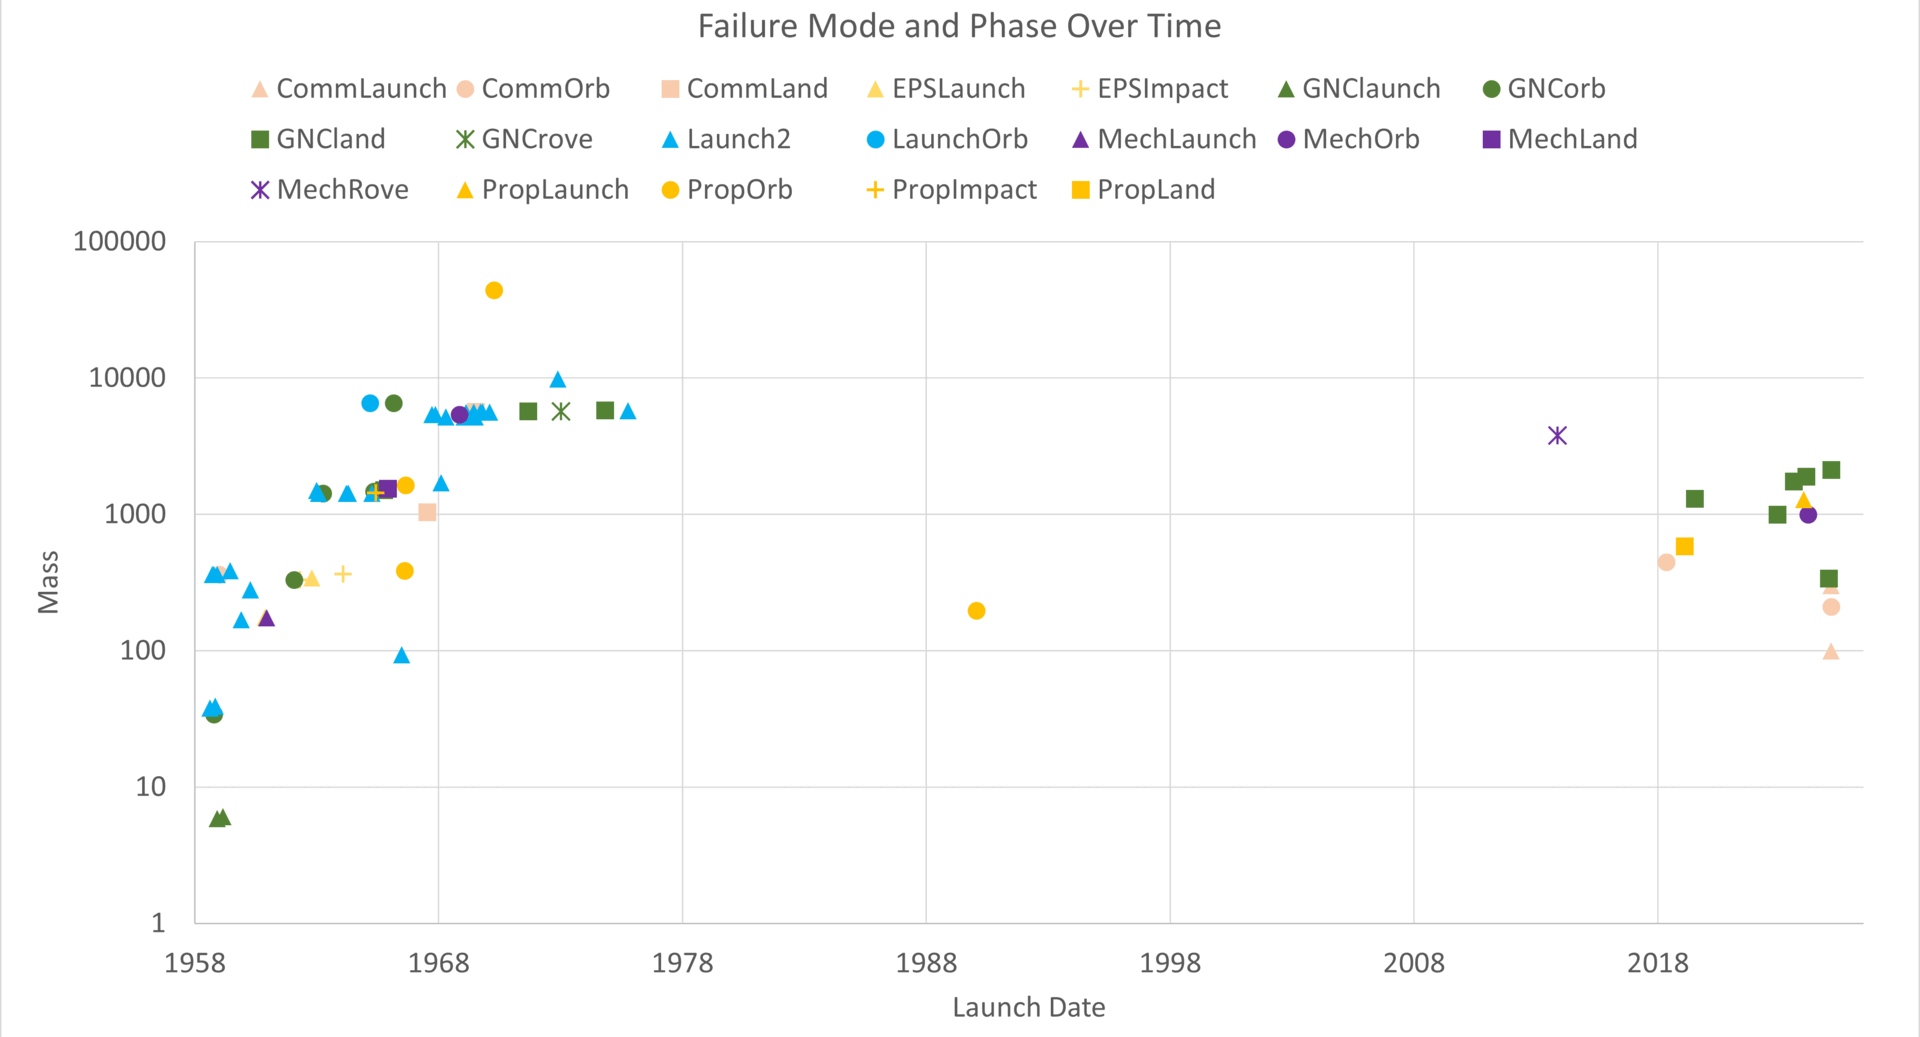 Failure Mode and Phase Over Time
CommLaunch CommOrb CommLand EPSLaunch EPSImpact GNClaunch GNCorb
GNCland GNCrove Launch2 LaunchOrb MechLaunch MechOrb MechLand
MechRove PropLaunch PropOrb PropImpact PropLand
100000
10000
1000
100
10
1
Mass
1958 1968 1978 1988 1998 2008 2018
Launch Date